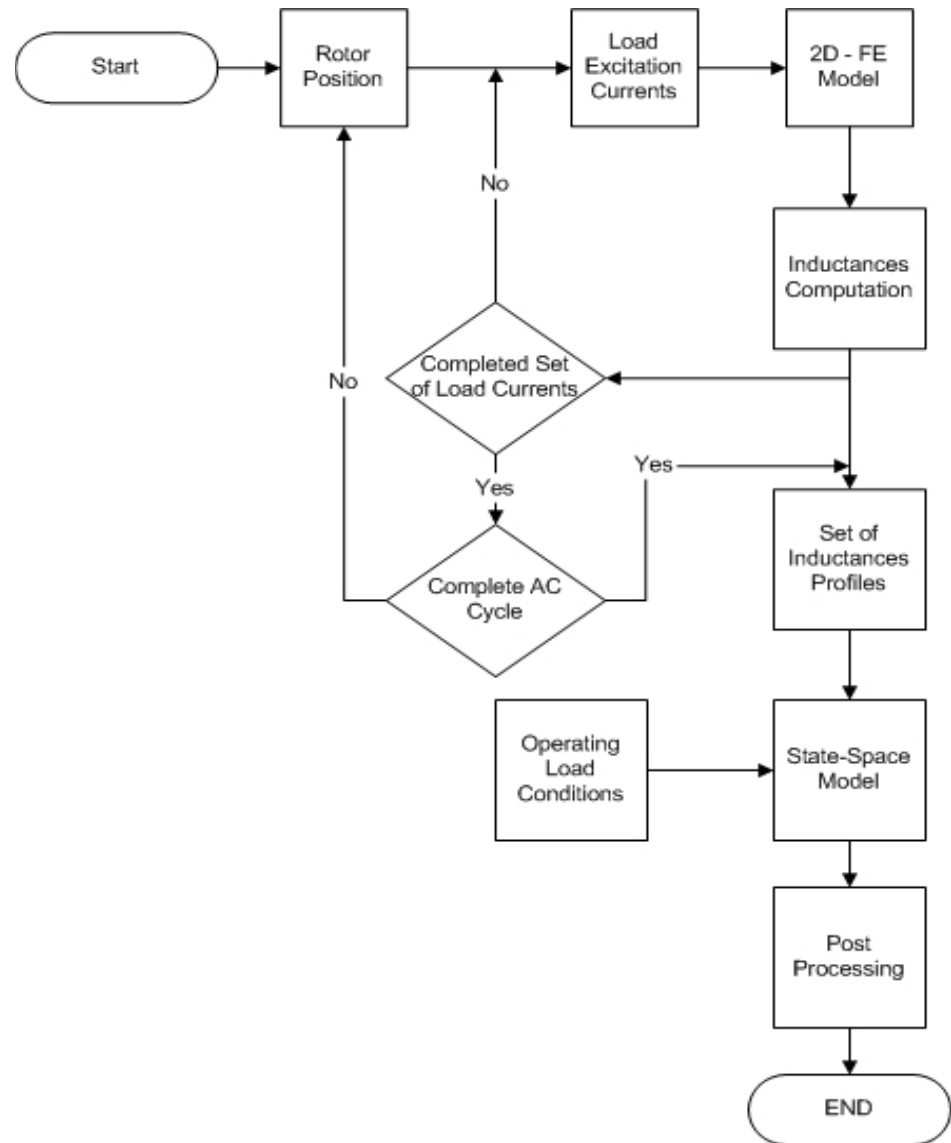 Start
Rotor
Position
Load
Excitation
Currents
2D - FE
Model
No
Inductances
Computation
Completed Set
of Load Currents
No
Yes
Yes
Set of
Inductances
Profiles
Complete AC
Cycle
Operating
Load
Conditions
State-Space
Model
Post
Processing
END